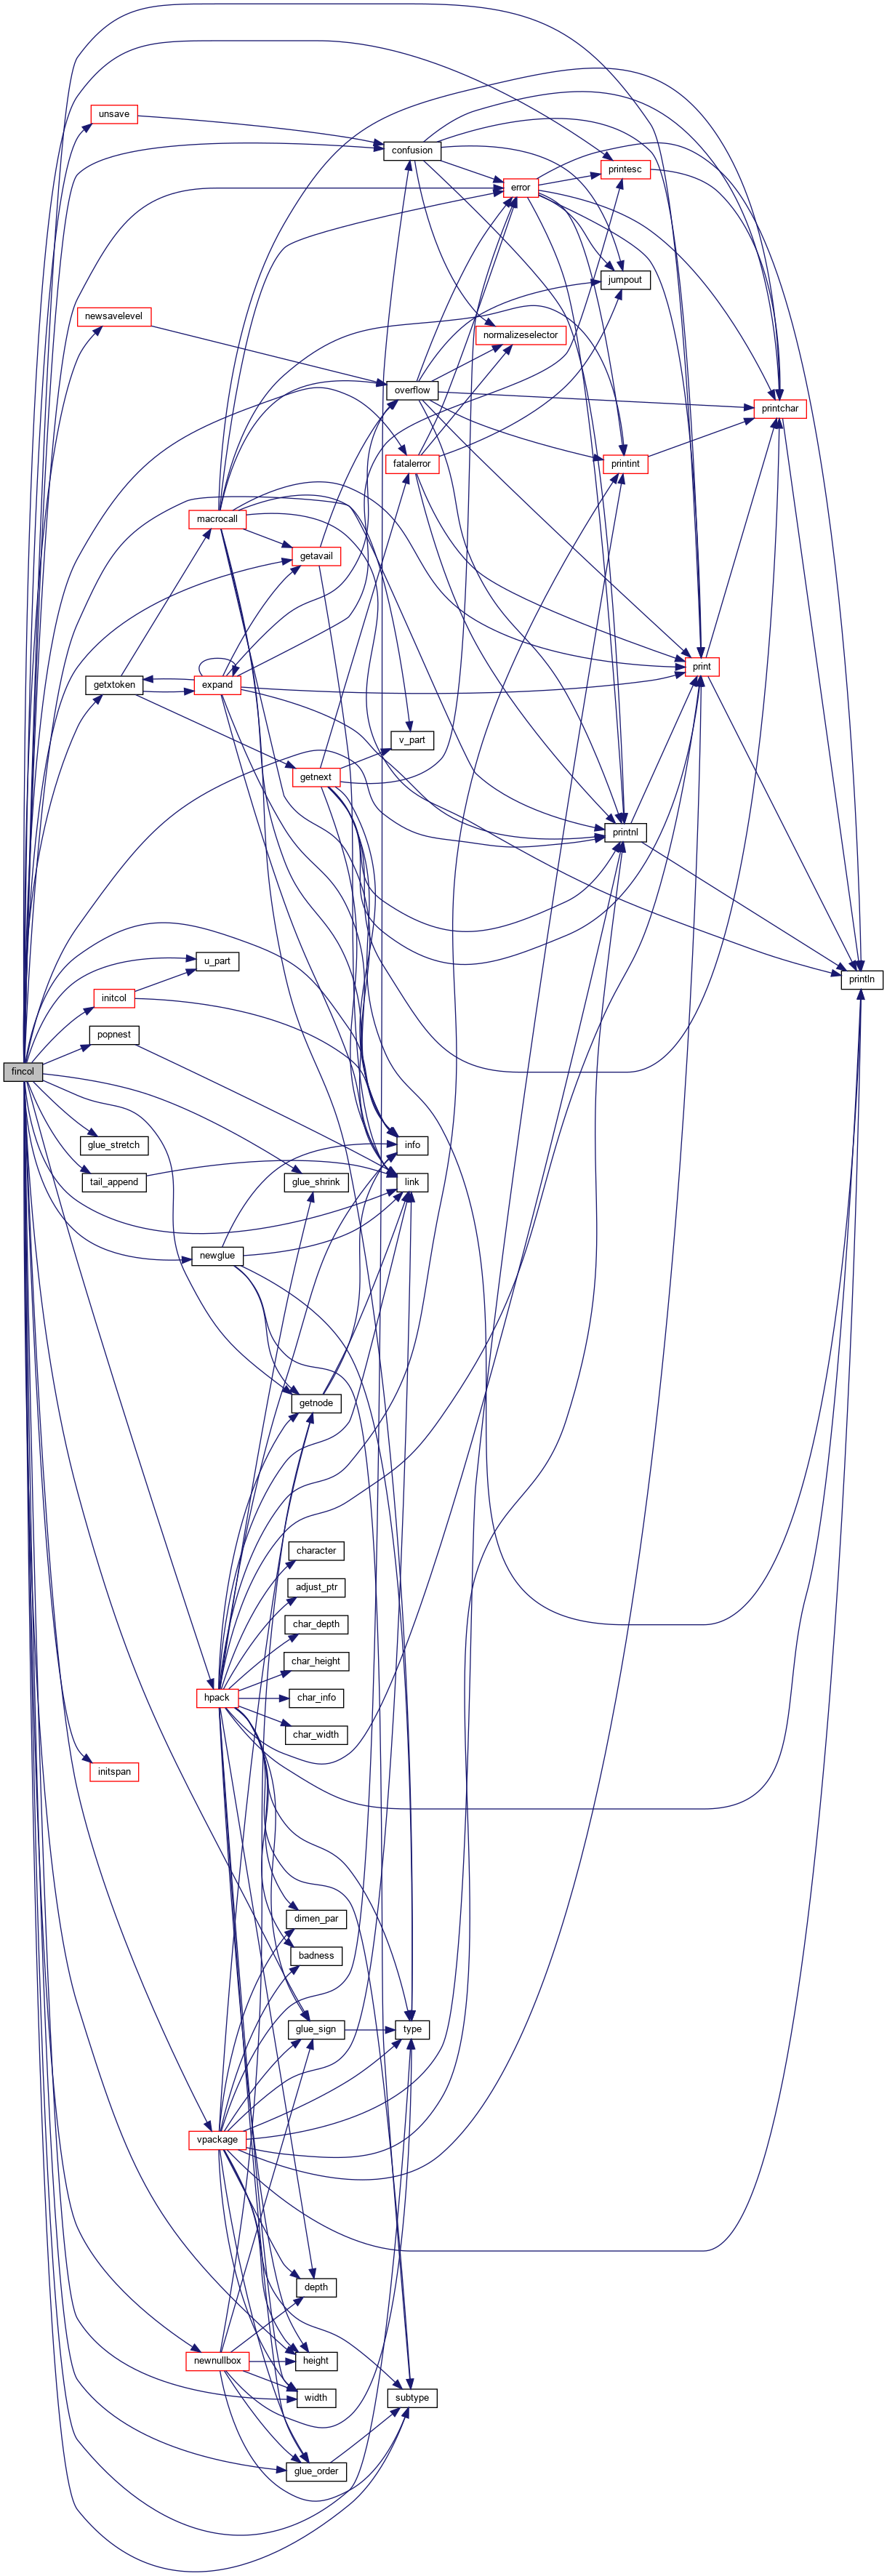 unsave
confusion
printesc
error
jumpout
newsavelevel
normalizeselector
overflow
printchar
fatalerror
printint
macrocall
getavail
print
getxtoken
expand
v_part
getnext
printnl
u_part
println
initcol
popnest
fincol
glue_stretch
info
tail_append
glue_shrink
link
newglue
getnode
character
adjust_ptr
char_depth
char_height
hpack
char_info
char_width
initspan
dimen_par
badness
glue_sign
type
vpackage
depth
newnullbox
height
width
subtype
glue_order